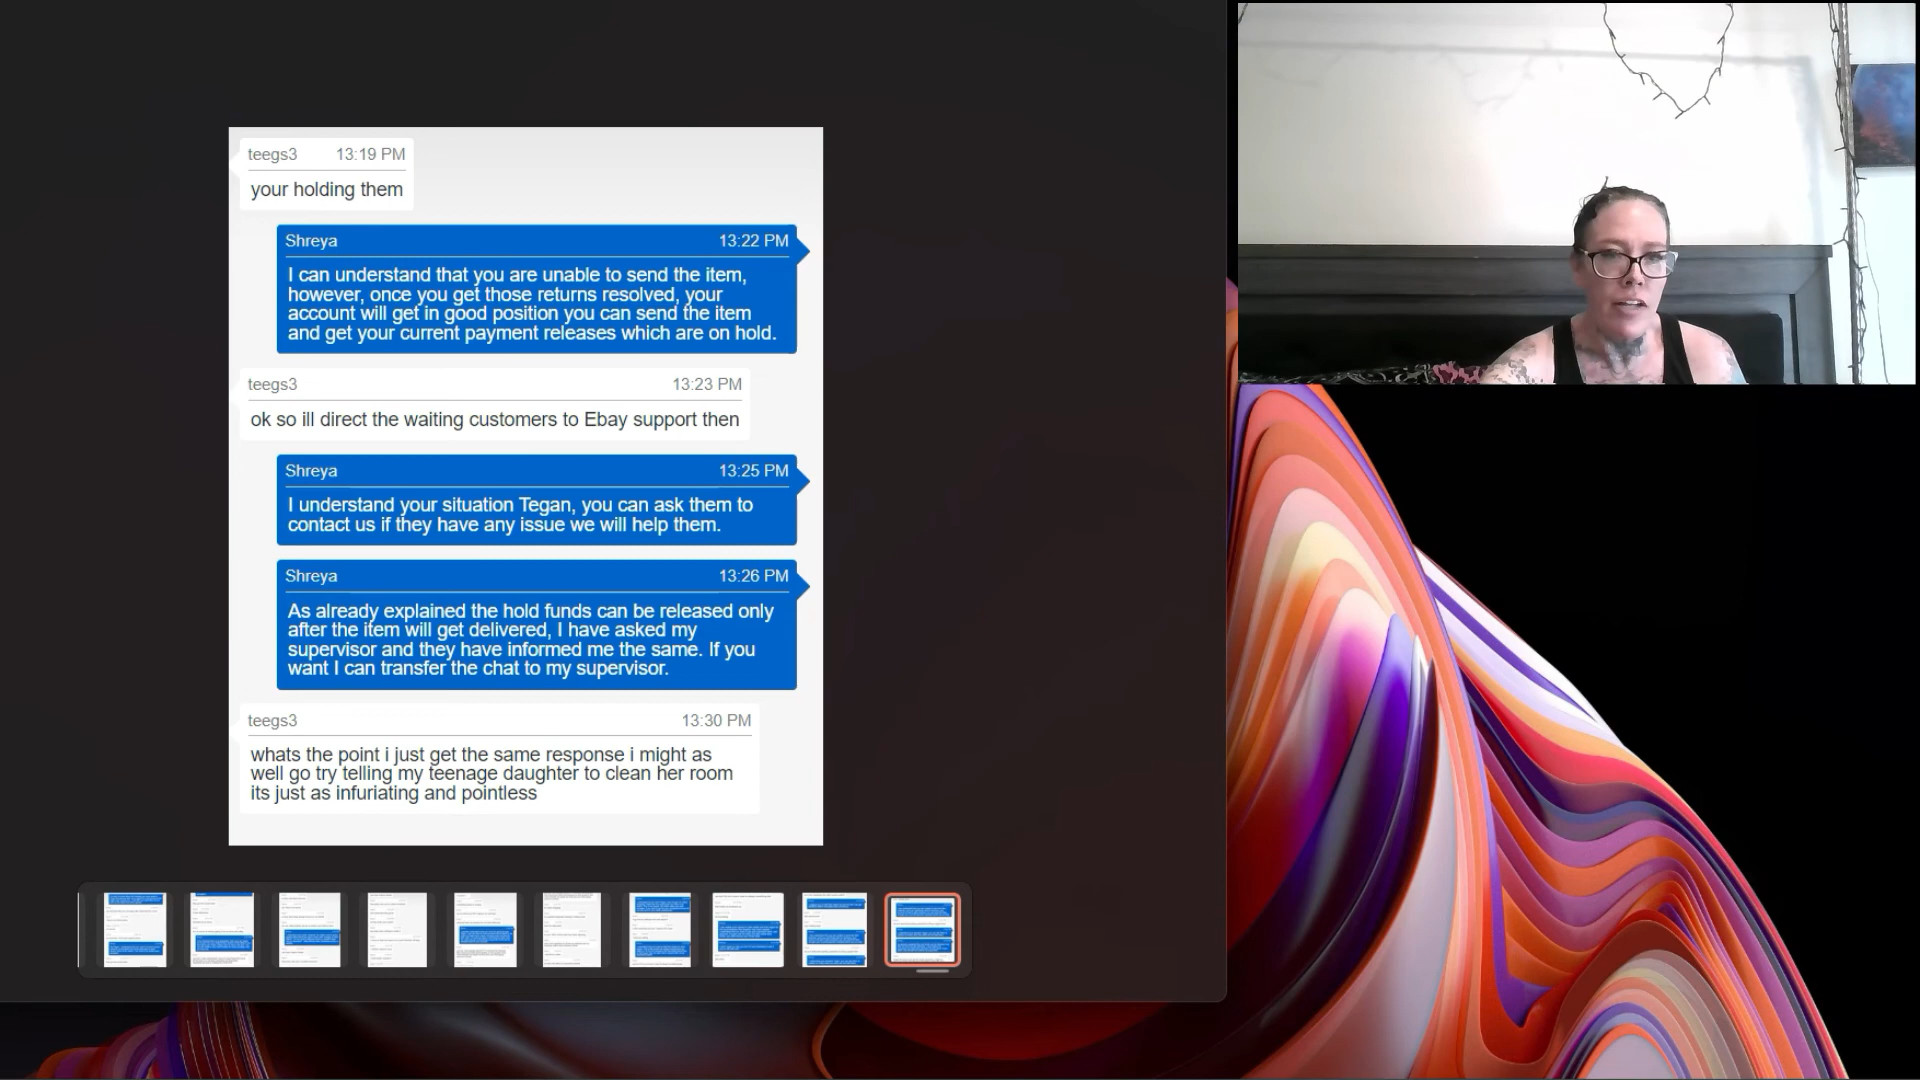 teegs3 13:19 PM
your holding them
Shreya 13:22 PM
I can understand that you are unable to send the item,
however, once you get those returns resolved, your
account will get in good position you can send the item
and get your current payment releases which are on hold.
teegs3 13:23 PM
ok so ill direct the waiting customers to Ebay support then
Shreya 13:25 PM
I understand your situation Tegan, you can ask them to
contact us if they have any issue we will help them.
Shreya 13:26 PM
As already explained the hold funds can be released only
after the item will get delivered, I have asked my
supervisor and they have informed me the same. If you
want I can transfer the chat to my supervisor.
teegs3 13:30 PM
whats the point i just get the same response i might as
well go try telling my teenage daughter to clean her room
its just as infuriating and pointless